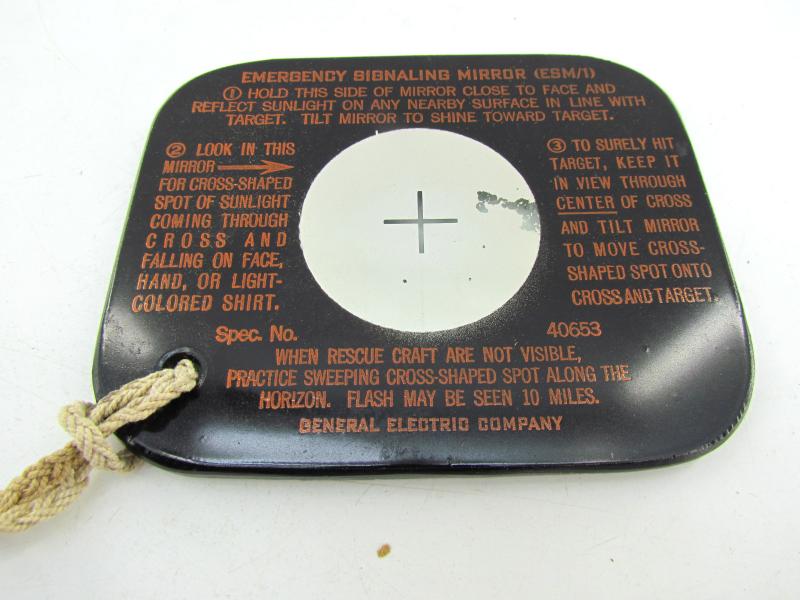 EMERGENCY SIGNALING MIRROR (ESM/1)
① HOLD THIS SIDE OF MIRROR CLOSE TO FACE AND
REFLECT SUNLIGHT ON ANY NEARBY SURFACE IN LINE WITH
TARGET. TILT MIRROR TO SHINE TOWARD TARGET.
② LOOK IN THIS
MIRROR
FOR CROSS-SHAPED
SPOT OF SUNLIGHT
COMING THROUGH
CROSS AND
FALLING ON FACE,
HAND, OR LIGHT-
COLORED SHIRT.
③ TO SURELY HIT
TARGET, KEEP IT
IN VIEW THROUGH
CENTER OF CROSS
AND TILT MIRROR
TO MOVE CROSS-
SHAPED SPOT ONTO
CROSS AND TARGET.
Spec. No. 40653
WHEN RESCUE CRAFT ARE NOT VISIBLE,
PRACTICE SWEEPING CROSS-SHAPED SPOT ALONG THE
HORIZON. FLASH MAY BE SEEN 10 MILES.
GENERAL ELECTRIC COMPANY